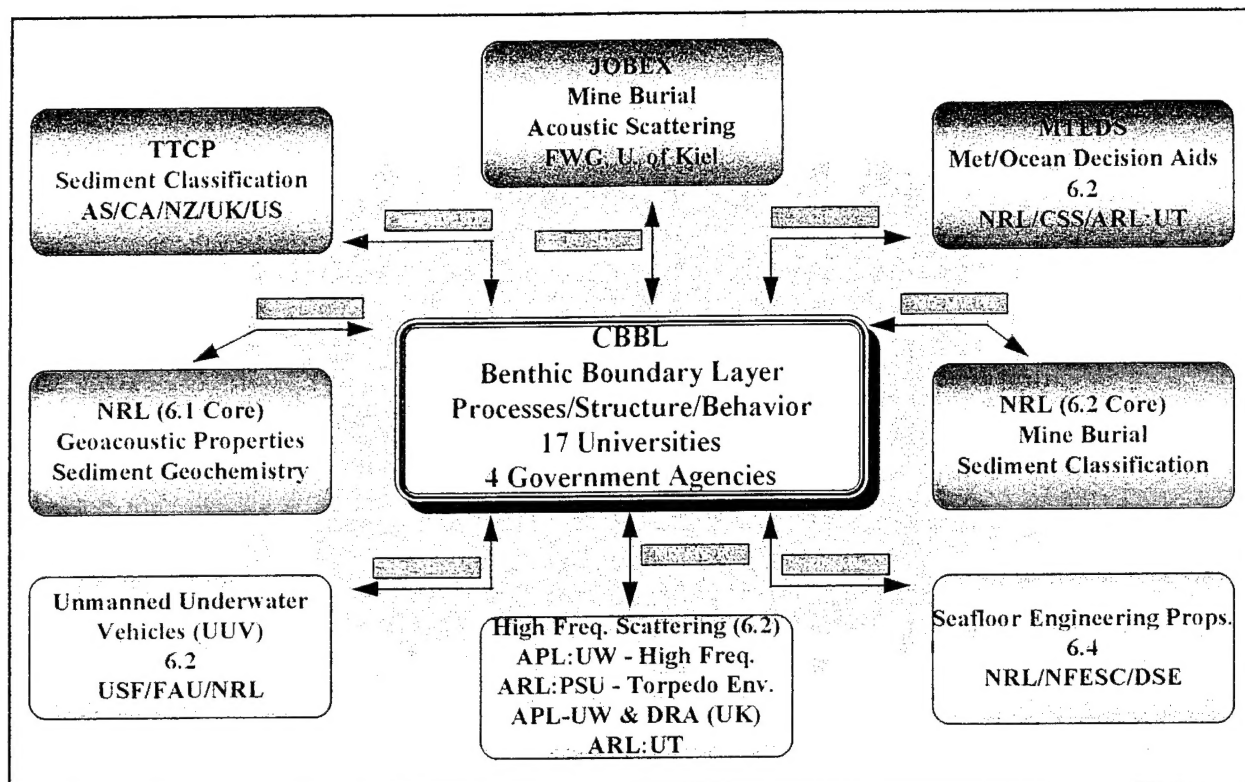 JOBEX
Mine Burial
Acoustic Scattering
FWG, U. of Kiel
TTCP
Sediment Classification
AS/CA/NZ/UK/US
MTEDS
Met/Ocean Decision Aids
6.2
NRL/CSS/ARL:UT
CBBL
Benthic Boundary Layer
Processes/Structure/Behavior
17 Universities
4 Government Agencies
NRL (6.1 Core)
Geoacoustic Properties
Sediment Geochemistry
NRL (6.2 Core)
Mine Burial
Sediment Classification
Unmanned Underwater
Vehicles (UUV)
6.2
USF/FAU/NRL
High Freq. Scattering (6.2)
APL:UW - High Freq.
ARL:PSU - Torpedo Env.
APL-UW & DRA (UK)
ARL:UT
Seafloor Engineering Props.
6.4
NRL/NFESC/DSE